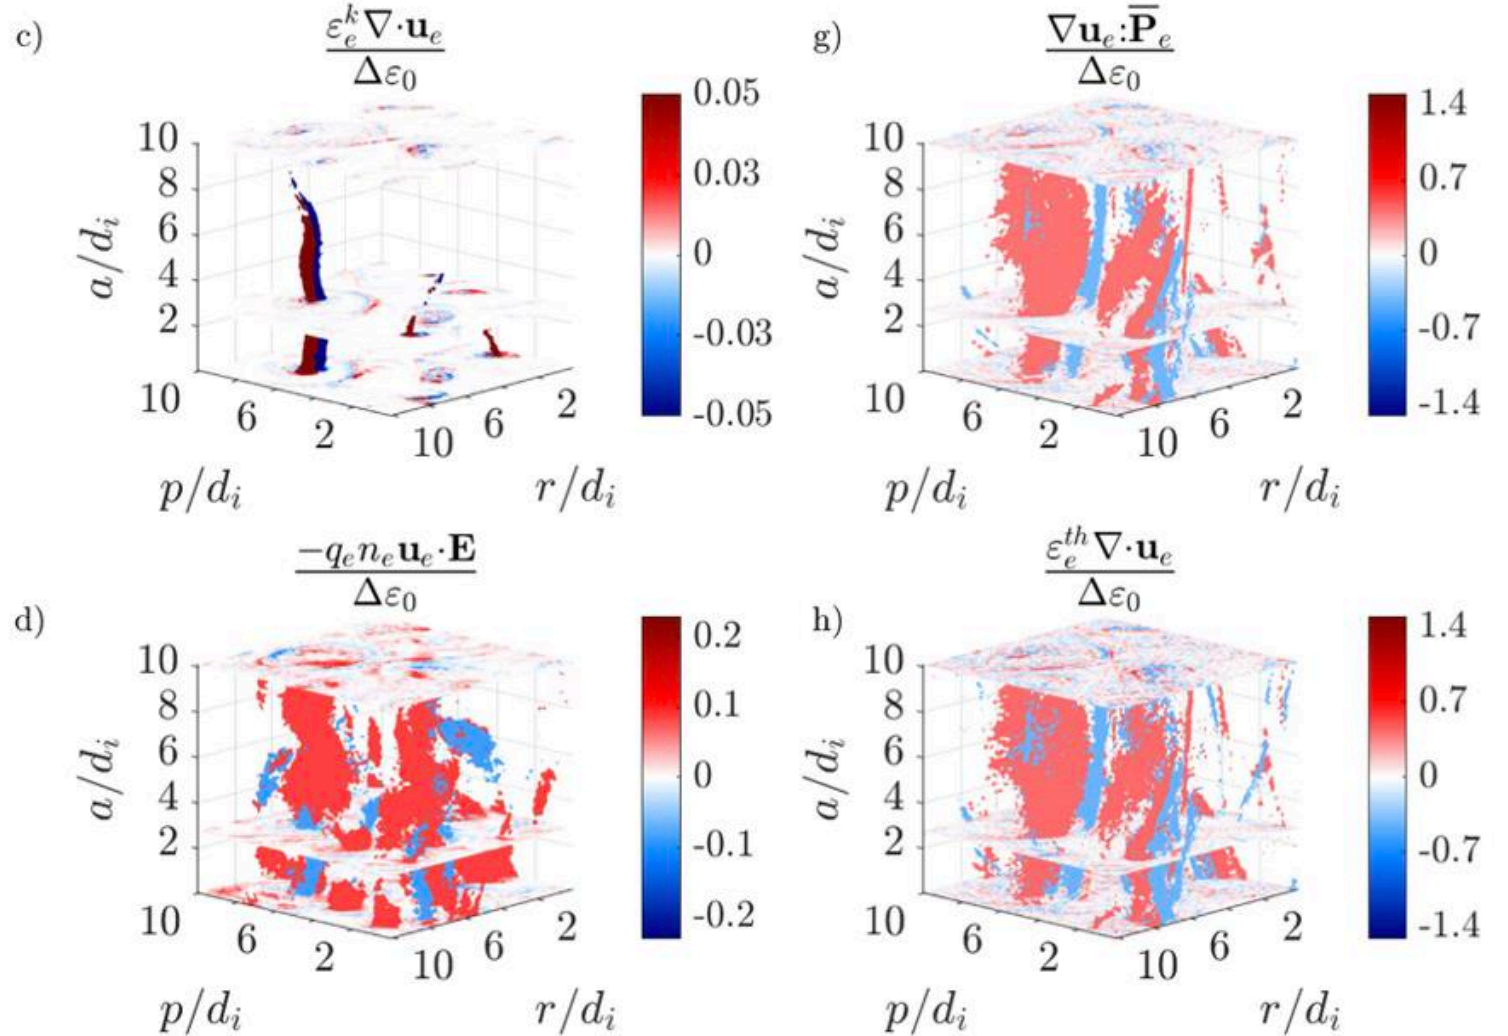 c)
ε_e^k ∇·u_e
Δε_0
0.05
0.03
0
-0.03
-0.05
10
8
6
4
2
a/d_i
10
6
2
10
6
2
p/d_i
r/d_i
g)
∇u_e:P̅_e
Δε_0
1.4
0.7
0
-0.7
-1.4
10
8
6
4
2
a/d_i
10
6
2
10
6
2
p/d_i
r/d_i
d)
-q_e n_e u_e·E
Δε_0
0.2
0.1
0
-0.1
-0.2
10
8
6
4
2
a/d_i
10
6
2
10
6
2
p/d_i
r/d_i
h)
ε_e^{th} ∇·u_e
Δε_0
1.4
0.7
0
-0.7
-1.4
10
8
6
4
2
a/d_i
10
6
2
10
6
2
p/d_i
r/d_i